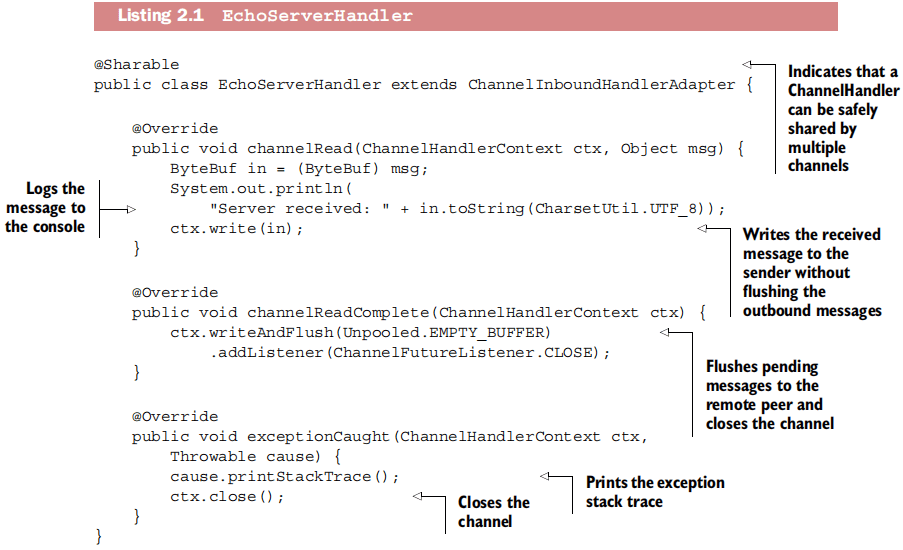 Listing 2.1 EchoServerHandler
@Sharable
public class EchoServerHandler extends ChannelInboundHandlerAdapter {
Indicates that a
ChannelHandler
can be safely
shared by
multiple
channels
@Override
public void channelRead(ChannelHandlerContext ctx, Object msg) {
ByteBuf in = (ByteBuf) msg;
System.out.println(
"Server received: " + in.toString(CharsetUtil.UTF_8));
ctx.write(in);
}
Logs the
message to
the console
Writes the received
message to the
sender without
flushing the
outbound messages
@Override
public void channelReadComplete(ChannelHandlerContext ctx) {
ctx.writeAndFlush(Unpooled.EMPTY_BUFFER)
.addListener(ChannelFutureListener.CLOSE);
}
Flushes pending
messages to the
remote peer and
closes the channel
@Override
public void exceptionCaught(ChannelHandlerContext ctx,
Throwable cause) {
cause.printStackTrace();
ctx.close();
}
}
Prints the exception
stack trace
Closes the
channel